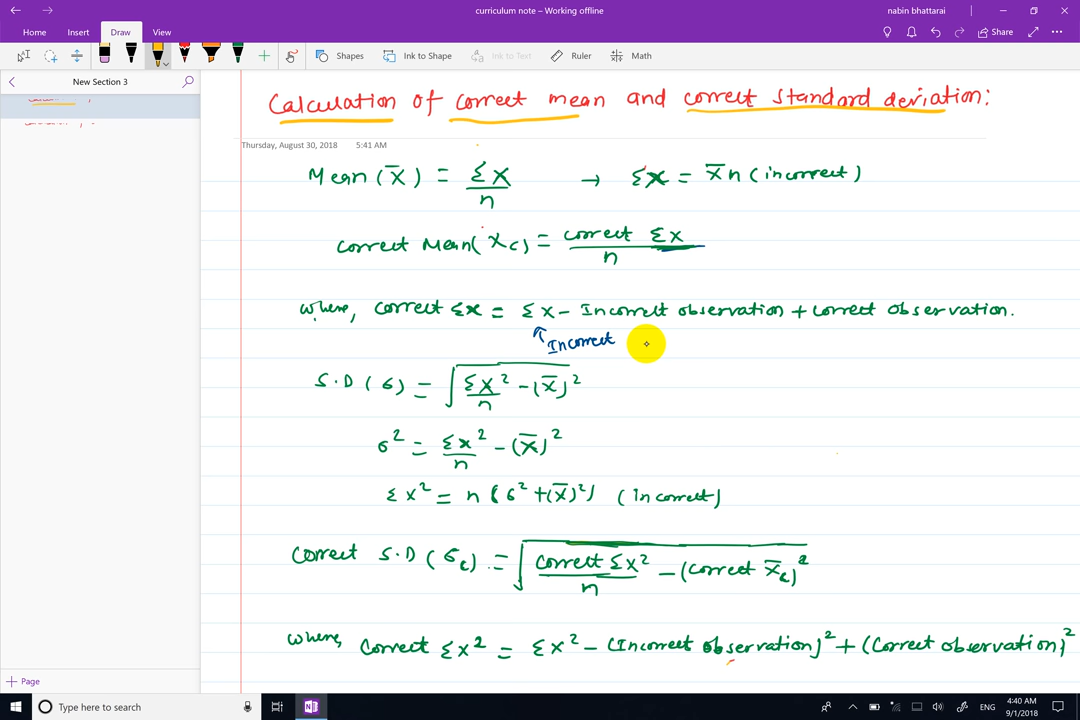 curriculum note – Working offline
nabin bhattarai
Home Insert Draw View
Share
Shapes Ink to Shape Ink to Text Ruler Math
New Section 3
Calculation of correct mean and correct standard deviation:
Thursday, August 30, 2018 5:41 AM
Mean (X̅) = Σx/n → Σx = X̅n (incorrect)
correct Mean (X̅c) = correct Σx/n
where, correct Σx = Σx - Incorrect observation + correct observation.
Incorrect
S.D (σ) = √(Σx²/n - (X̅)²)
σ² = Σx²/n - (X̅)²
Σx² = n (σ² + (X̅)²) (incorrect)
correct S.D (σc) = √(correct Σx²/n - (correct X̅c)²)
where, correct Σx² = Σx² - (Incorrect observation)² + (Correct observation)²
+ Page
Type here to search
ENG
4:40 AM
9/1/2018